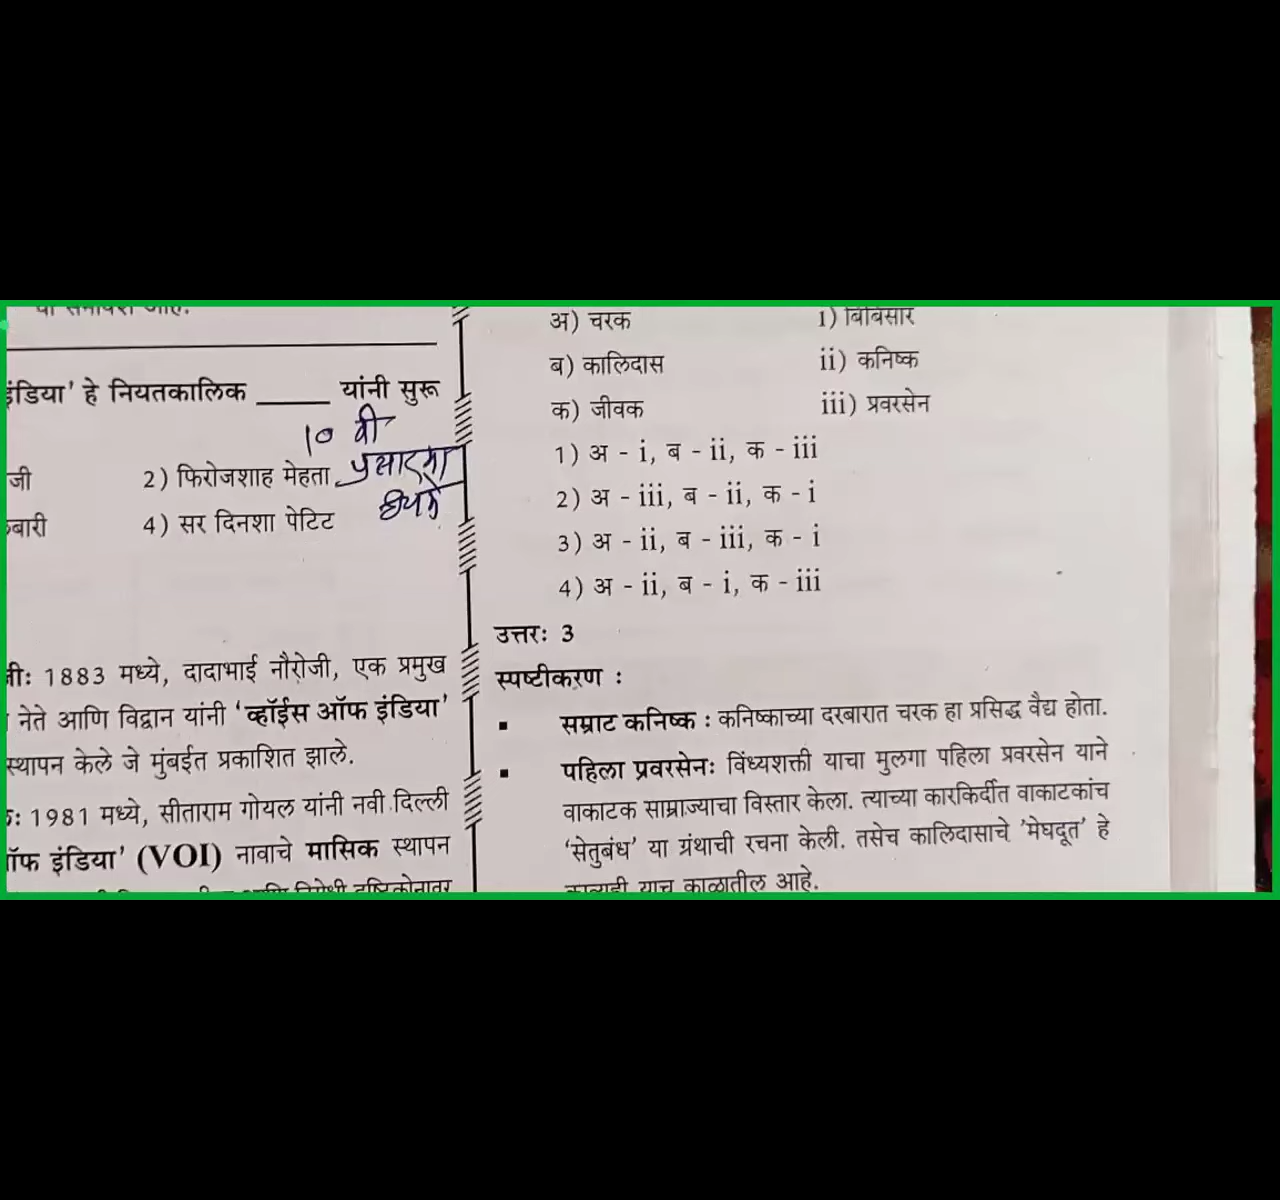 इंडिया' हे नियतकालिक _____ यांनी सुरू
१० वी
जी 2) फिरोजशाह मेहता
बारी 4) सर दिनशा पेटिट
1883 मध्ये, दादाभाई नौरोजी, एक प्रमुख
नेते आणि विद्वान यांनी 'व्हॉईस ऑफ इंडिया'
स्थापन केले जे मुंबईत प्रकाशित झाले.
1981 मध्ये, सीताराम गोयल यांनी नवी दिल्ली
ऑफ इंडिया' (VOI) नावाचे मासिक स्थापन
अ) चरक i) बिंबिसार
ब) कालिदास ii) कनिष्क
क) जीवक iii) प्रवरसेन
1) अ - i, ब - ii, क - iii
2) अ - iii, ब - ii, क - i
3) अ - ii, ब - iii, क - i
4) अ - ii, ब - i, क - iii
उत्तरः 3
स्पष्टीकरण :
▪ सम्राट कनिष्क : कनिष्काच्या दरबारात चरक हा प्रसिद्ध वैद्य होता.
▪ पहिला प्रवरसेनः विंध्यशक्ती याचा मुलगा पहिला प्रवरसेन याने
वाकाटक साम्राज्याचा विस्तार केला. त्याच्या कारकिर्दीत वाकाटकांच
'सेतुबंध' या ग्रंथाची रचना केली. तसेच कालिदासाचे 'मेघदूत' हे
याच काळातील आहे.